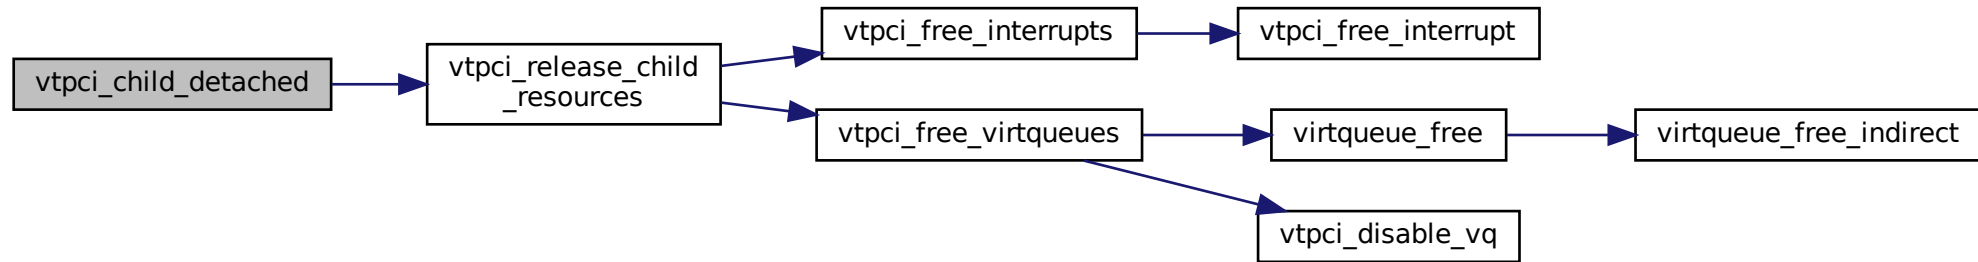 vtpci_child_detached
vtpci_release_child
_resources
vtpci_free_interrupts
vtpci_free_interrupt
vtpci_free_virtqueues
virtqueue_free
virtqueue_free_indirect
vtpci_disable_vq